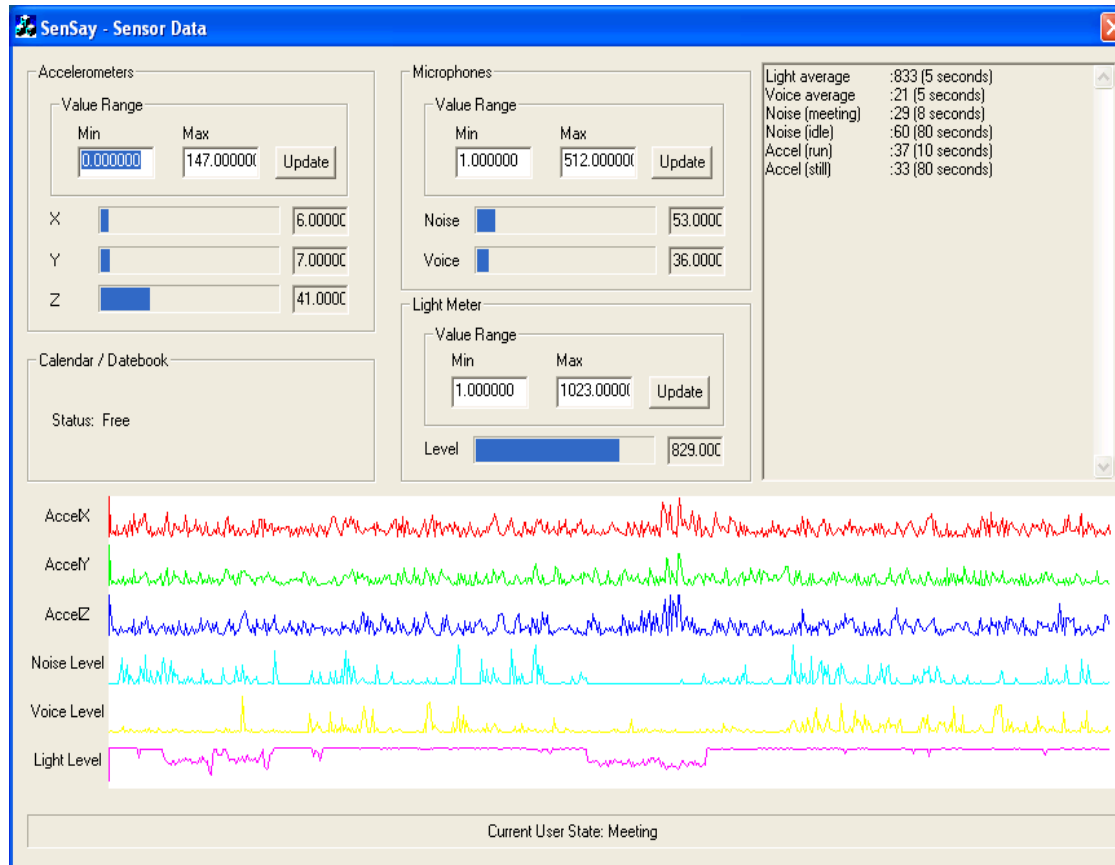 SenSay - Sensor Data
Accelerometers
Value Range
Min Max
0.000000 147.00000( Update
X 6.00000
Y 7.00000
Z 41.0000
Calendar / Datebook
Status: Free
Microphones
Value Range
Min Max
1.000000 512.00000( Update
Noise 53.0000
Voice 36.0000
Light Meter
Value Range
Min Max
1.000000 1023.0000( Update
Level 829.000
Light average :833 (5 seconds)
Voice average :21 (5 seconds)
Noise (meeting) :29 (8 seconds)
Noise (idle) :60 (80 seconds)
Accel (run) :37 (10 seconds)
Accel (still) :33 (80 seconds)
AccelX
AccelY
AccelZ
Noise Level
Voice Level
Light Level
Current User State: Meeting